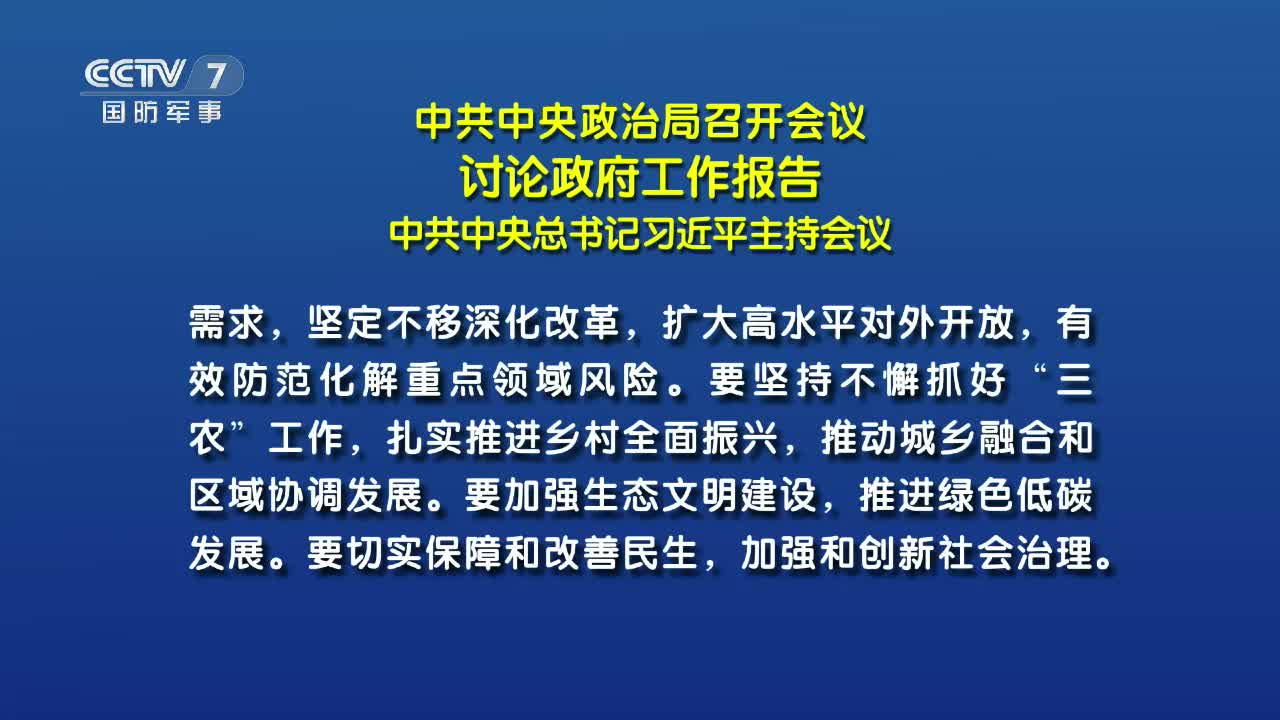 CCTV 7
国防军事
中共中央政治局召开会议
讨论政府工作报告
中共中央总书记习近平主持会议
需求，坚定不移深化改革，扩大高水平对外开放，有
效防范化解重点领域风险。要坚持不懈抓好“三
农”工作，扎实推进乡村全面振兴，推动城乡融合和
区域协调发展。要加强生态文明建设，推进绿色低碳
发展。要切实保障和改善民生，加强和创新社会治理。